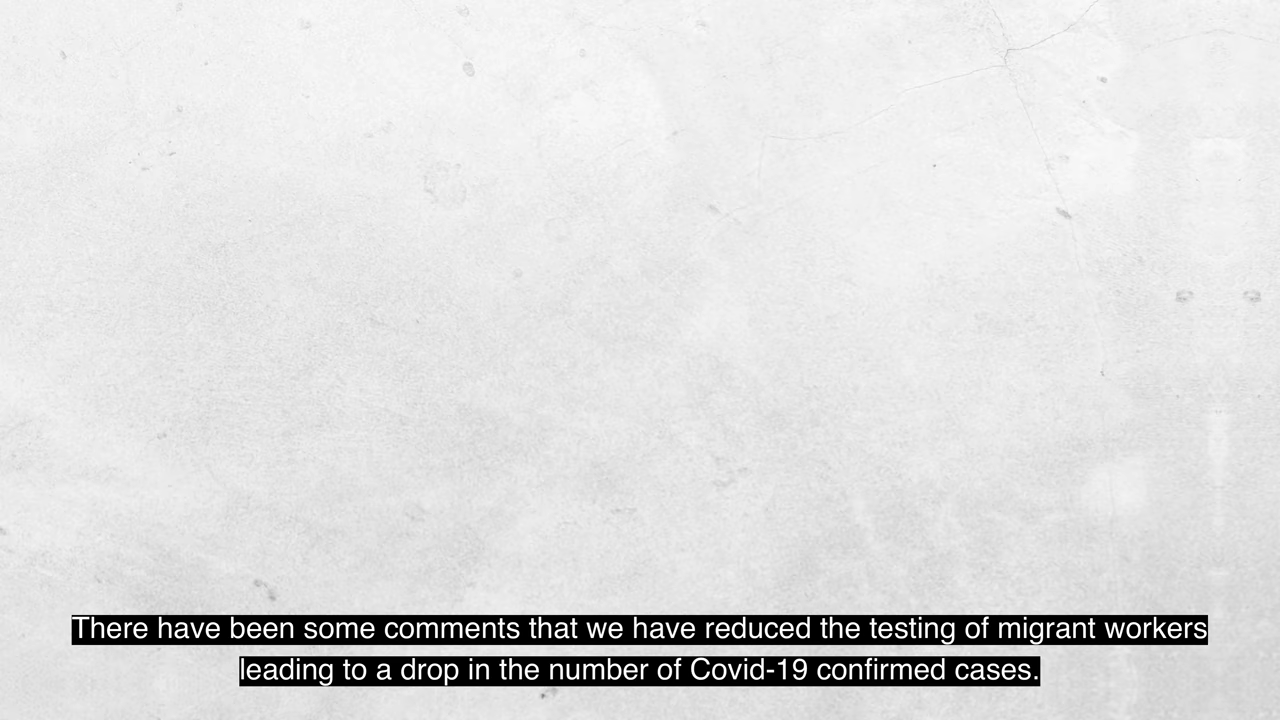 There have been some comments that we have reduced the testing of migrant workers
leading to a drop in the number of Covid-19 confirmed cases.